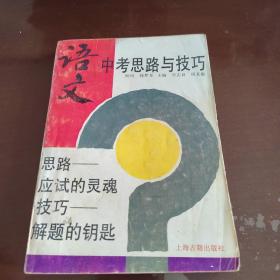 语文
中考思路与技巧
思路——
应试的灵魂
技巧——
解题的钥匙
上海古籍出版社